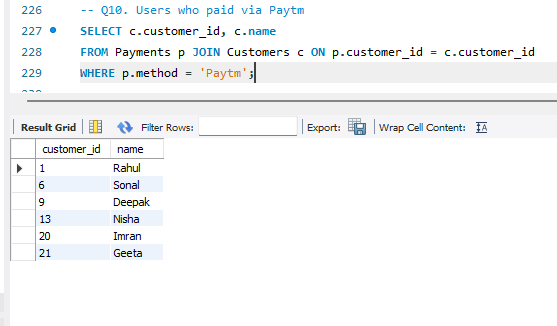 226 -- Q10. Users who paid via Paytm
227 SELECT c.customer_id, c.name
228 FROM Payments p JOIN Customers c ON p.customer_id = c.customer_id
229 WHERE p.method = 'Paytm';
Result Grid Filter Rows: Export: Wrap Cell Content: IA
customer_id name
1 Rahul
6 Sonal
9 Deepak
13 Nisha
20 Imran
21 Geeta